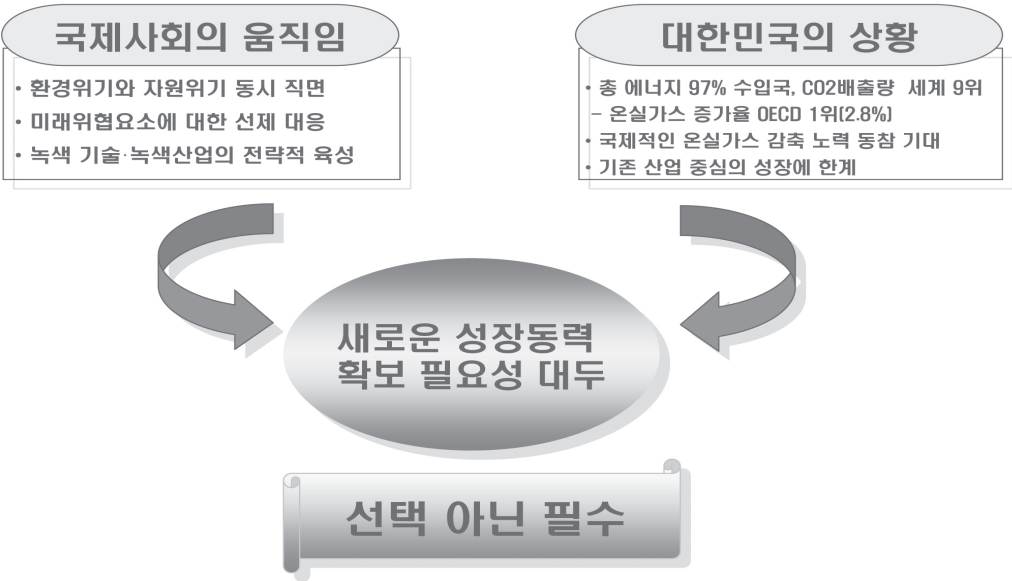 국제사회의 움직임
• 환경위기와 자원위기 동시 직면
• 미래위협요소에 대한 선제 대응
• 녹색 기술·녹색산업의 전략적 육성
대한민국의 상황
• 총 에너지 97% 수입국, CO2배출량 세계 9위
- 온실가스 증가율 OECD 1위(2.8%)
• 국제적인 온실가스 감축 노력 동참 기대
• 기존 산업 중심의 성장에 한계
새로운 성장동력
확보 필요성 대두
선택 아닌 필수